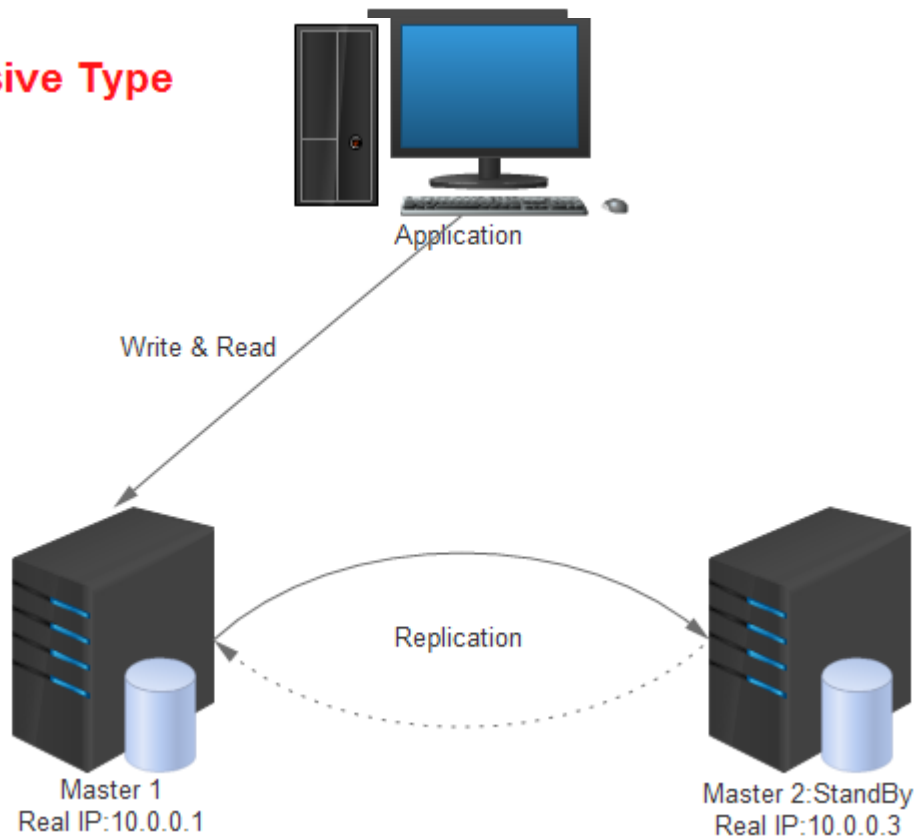 sive Type
Application
Write & Read
Replication
Master 1
Real IP:10.0.0.1
Master 2:StandBy
Real IP:10.0.0.3